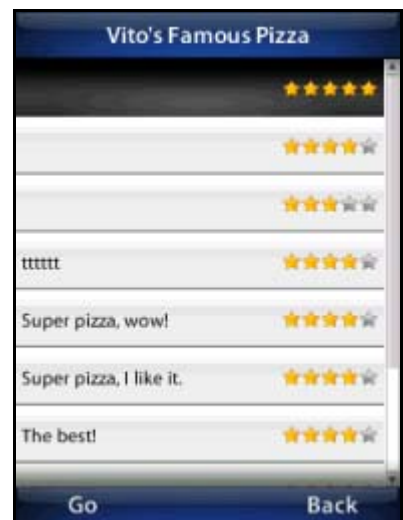 Vito's Famous Pizza
tttttt
Super pizza, wow!
Super pizza, I like it.
The best!
Go Back